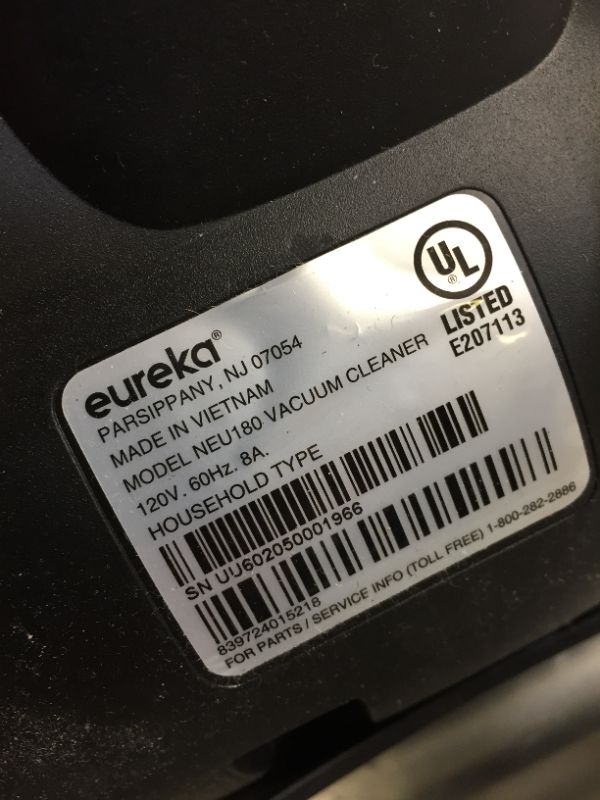 eureka®
PARSIPPANY, NJ 07054
MADE IN VIETNAM
MODEL NEU180 VACUUM CLEANER
120V. 60Hz. 8A.
HOUSEHOLD TYPE
UL®
LISTED
E207113
SN UU602050001966
839724015218
FOR PARTS / SERVICE INFO (TOLL FREE) 1-800-282-2886